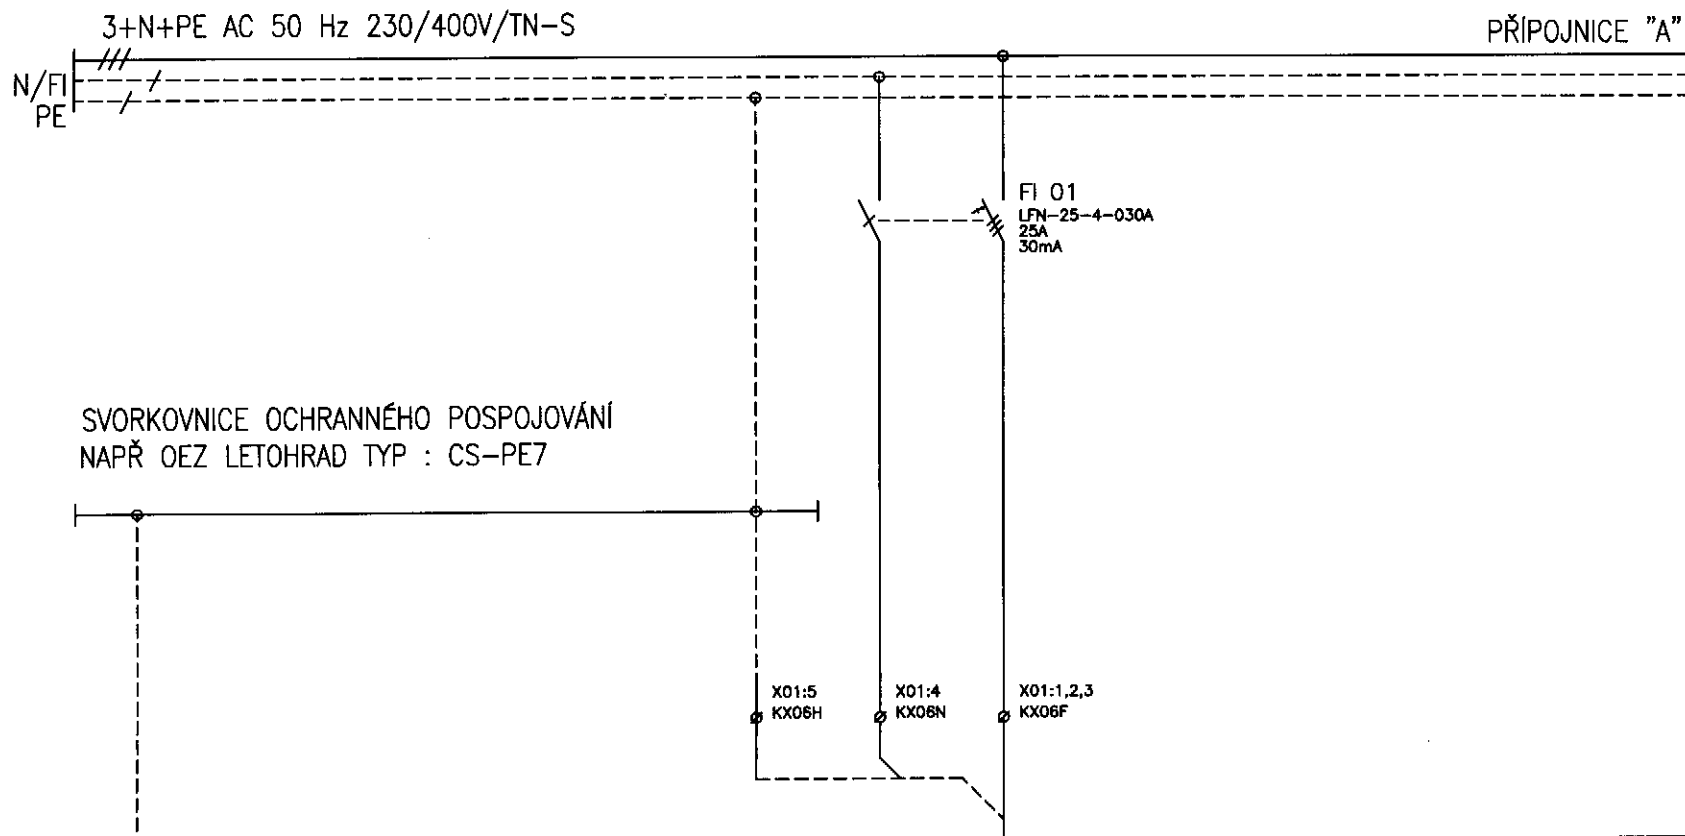 3+N+PE AC 50 Hz 230/400V/TN-S
PŘÍPOJNICE "A"
N/FI
PE
FI 01
LFN-25-4-030A
25A
30mA
SVORKOVNICE OCHRANNÉHO POSPOJOVÁNÍ
NAPŘ OEZ LETOHRAD TYP : CS-PE7
X01:5
KX06H
X01:4
KX06N
X01:1,2,3
KX06F